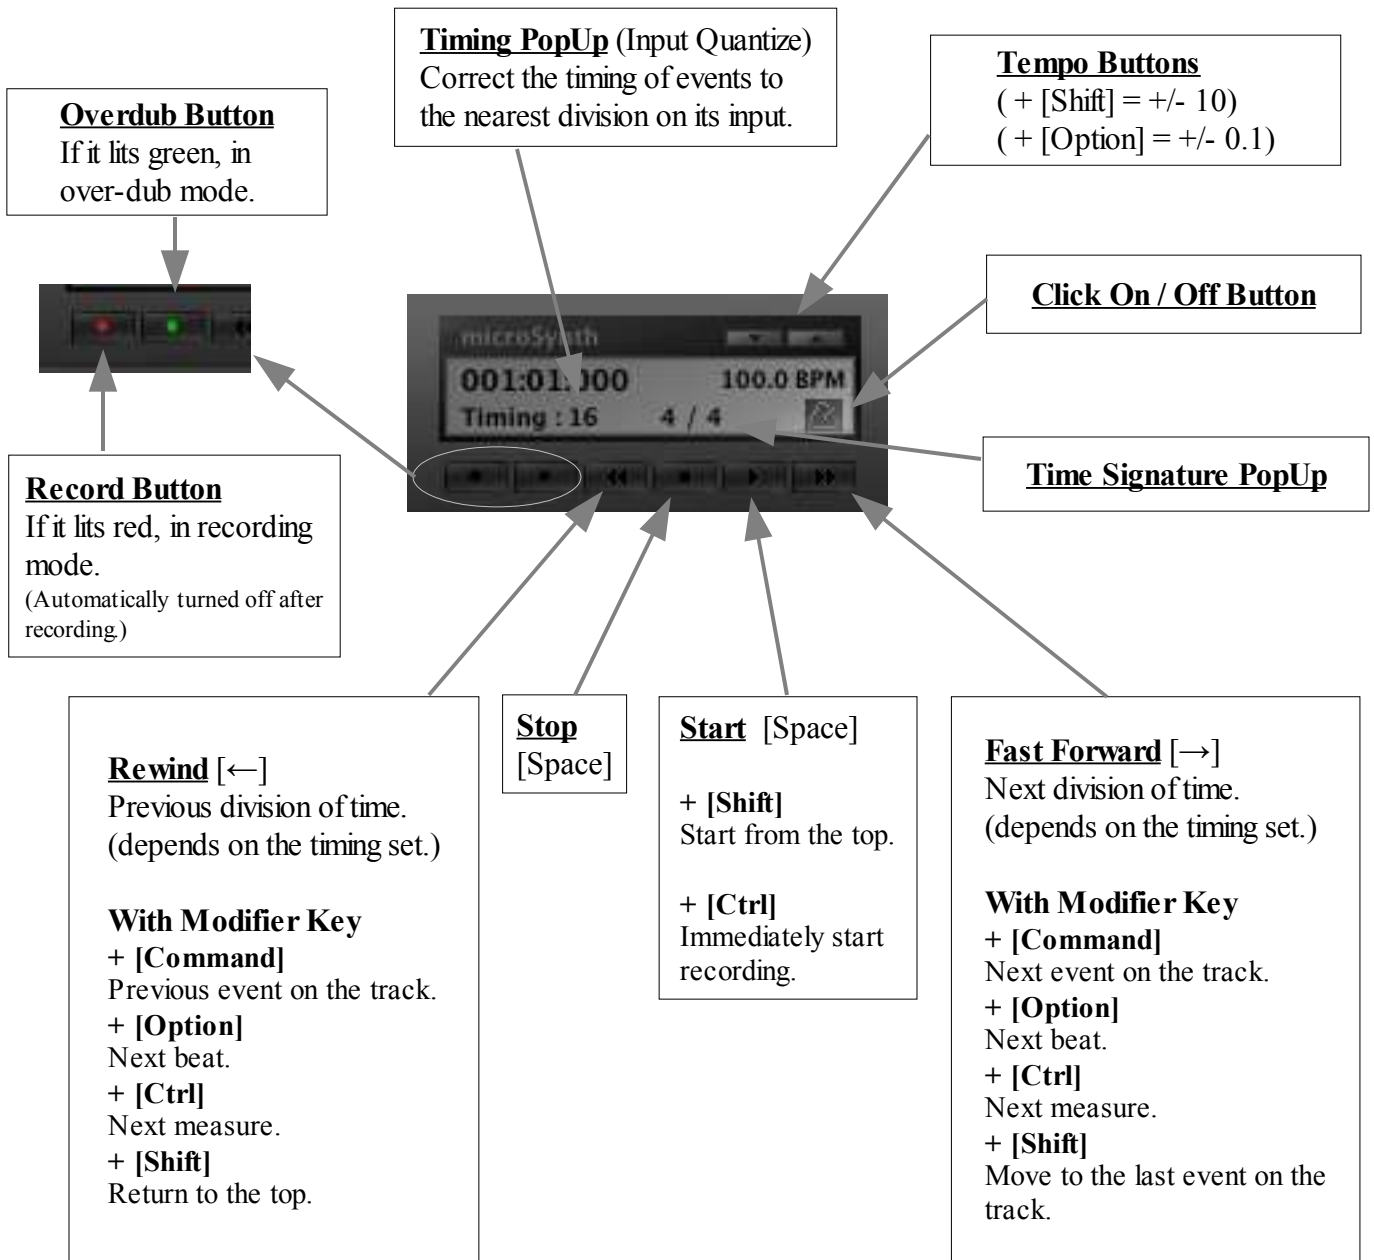 Timing PopUp (Input Quantize)
Correct the timing of events to
the nearest division on its input.
Tempo Buttons
( + [Shift] = +/- 10)
( + [Option] = +/- 0.1)
Overdub Button
If it lits green, in
over-dub mode.
Click On / Off Button
microSynth
001:01:000
100.0 BPM
Timing : 16
4 / 4
Time Signature PopUp
Record Button
If it lits red, in recording
mode.
(Automatically turned off after
recording.)
Rewind [←]
Previous division of time.
(depends on the timing set.)
With Modifier Key
+ [Command]
Previous event on the track.
+ [Option]
Next beat.
+ [Ctrl]
Next measure.
+ [Shift]
Return to the top.
Stop
[Space]
Start [Space]
+ [Shift]
Start from the top.
+ [Ctrl]
Immediately start
recording.
Fast Forward [→]
Next division of time.
(depends on the timing set.)
With Modifier Key
+ [Command]
Next event on the track.
+ [Option]
Next beat.
+ [Ctrl]
Next measure.
+ [Shift]
Move to the last event on the
track.